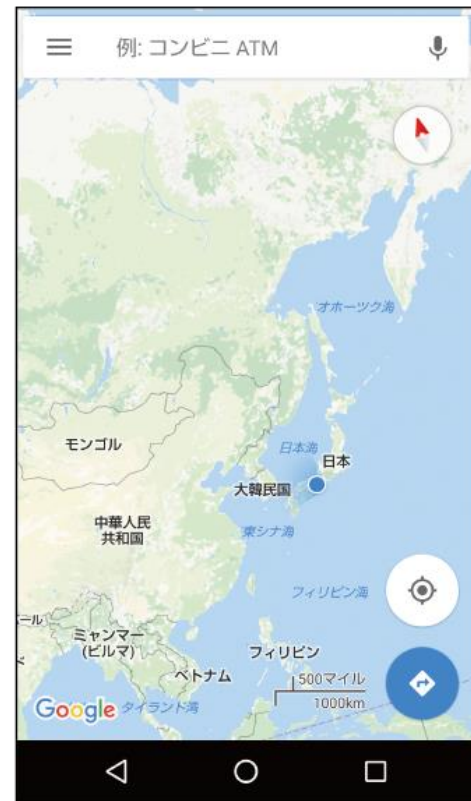 例: コンビニ ATM
オホーツク海
モンゴル
日本海
日本
大韓民国
中華人民
共和国
東シナ海
フィリピン海
ール
ミャンマー
(ビルマ)
フィリピン
ド
ベトナム
500マイル
1000km
Google
タイランド湾